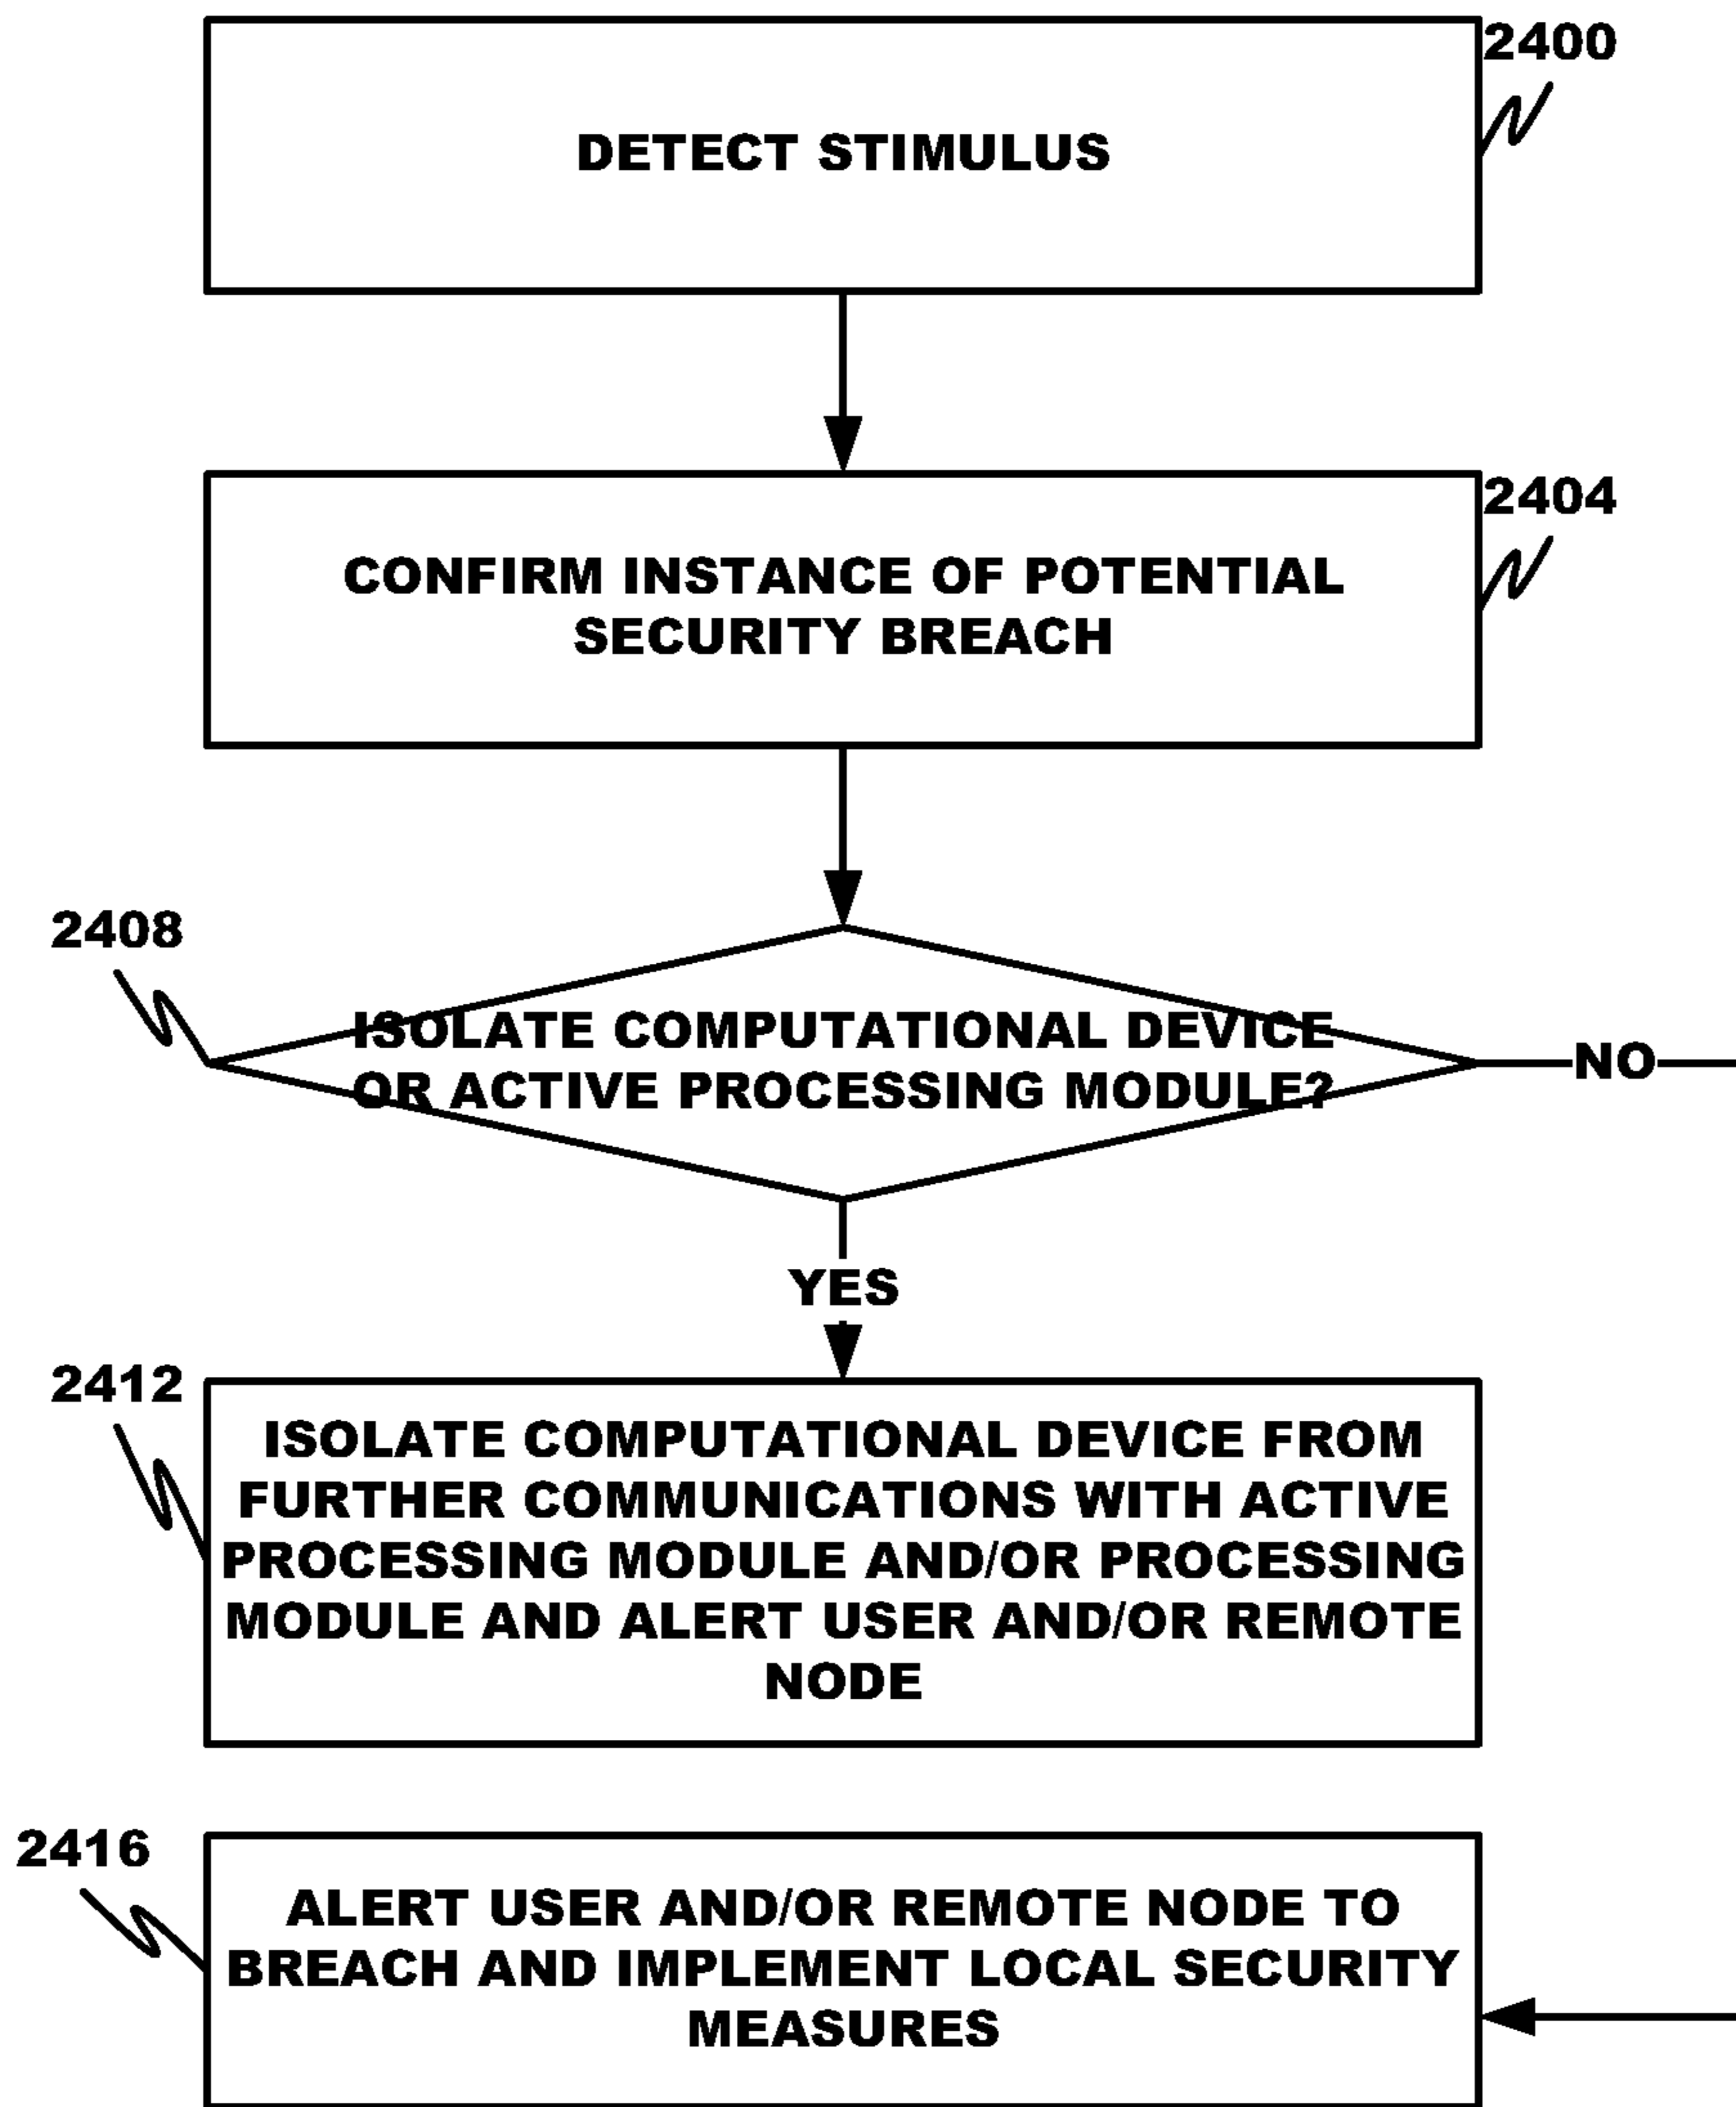 2400
DETECT STIMULUS
2404
CONFIRM INSTANCE OF POTENTIAL
SECURITY BREACH
2408
ISOLATE COMPUTATIONAL DEVICE
OR ACTIVE PROCESSING MODULE?
NO
YES
2412
ISOLATE COMPUTATIONAL DEVICE FROM
FURTHER COMMUNICATIONS WITH ACTIVE
PROCESSING MODULE AND/OR PROCESSING
MODULE AND ALERT USER AND/OR REMOTE
NODE
2416
ALERT USER AND/OR REMOTE NODE TO
BREACH AND IMPLEMENT LOCAL SECURITY
MEASURES